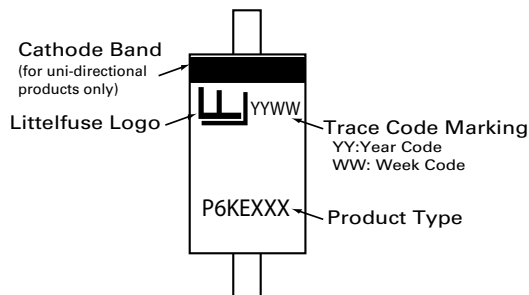 Cathode Band
(for uni-directional
products only)
Littelfuse Logo
YYWW
Trace Code Marking
YY:Year Code
WW: Week Code
P6KEXXX
Product Type